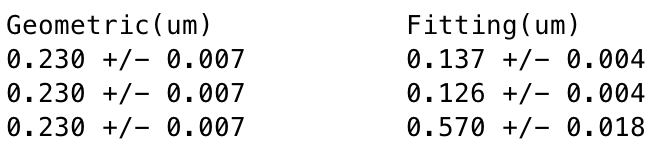 Geometric(um) Fitting(um)
0.230 +/- 0.007 0.137 +/- 0.004
0.230 +/- 0.007 0.126 +/- 0.004
0.230 +/- 0.007 0.570 +/- 0.018